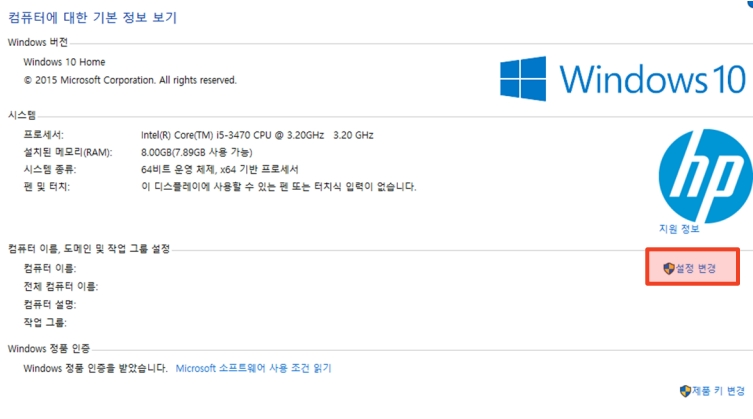 컴퓨터에 대한 기본 정보 보기
Windows 버전
Windows 10 Home
© 2015 Microsoft Corporation. All rights reserved.
Windows 10
시스템
프로세서: Intel(R) Core(TM) i5-3470 CPU @ 3.20GHz 3.20 GHz
설치된 메모리(RAM): 8.00GB(7.89GB 사용 가능)
시스템 종류: 64비트 운영 체제, x64 기반 프로세서
펜 및 터치: 이 디스플레이에 사용할 수 있는 펜 또는 터치식 입력이 없습니다.
hp
지원 정보
컴퓨터 이름, 도메인 및 작업 그룹 설정
컴퓨터 이름: 설정 변경
전체 컴퓨터 이름:
컴퓨터 설명:
작업 그룹:
Windows 정품 인증
Windows 정품 인증을 받았습니다. Microsoft 소프트웨어 사용 조건 읽기
제품 키 변경